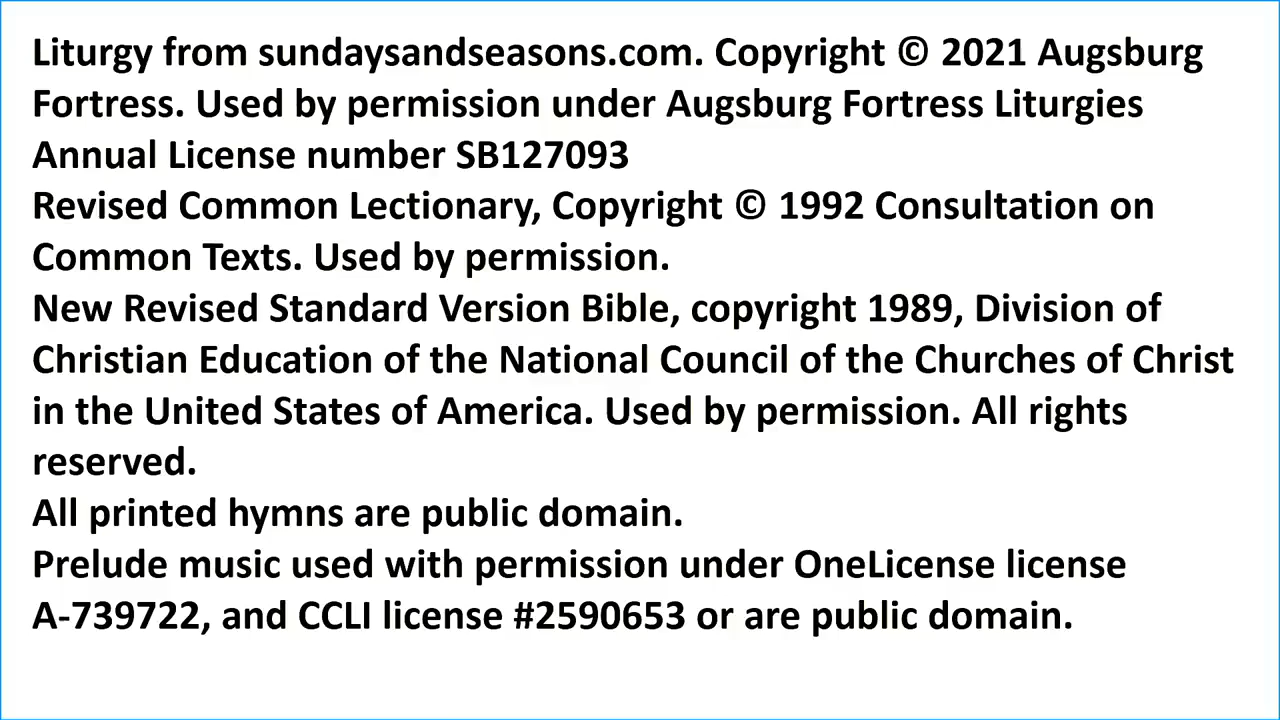 Liturgy from sundaysandseasons.com. Copyright © 2021 Augsburg
Fortress. Used by permission under Augsburg Fortress Liturgies
Annual License number SB127093
Revised Common Lectionary, Copyright © 1992 Consultation on
Common Texts. Used by permission.
New Revised Standard Version Bible, copyright 1989, Division of
Christian Education of the National Council of the Churches of Christ
in the United States of America. Used by permission. All rights
reserved.
All printed hymns are public domain.
Prelude music used with permission under OneLicense license
A-739722, and CCLI license #2590653 or are public domain.